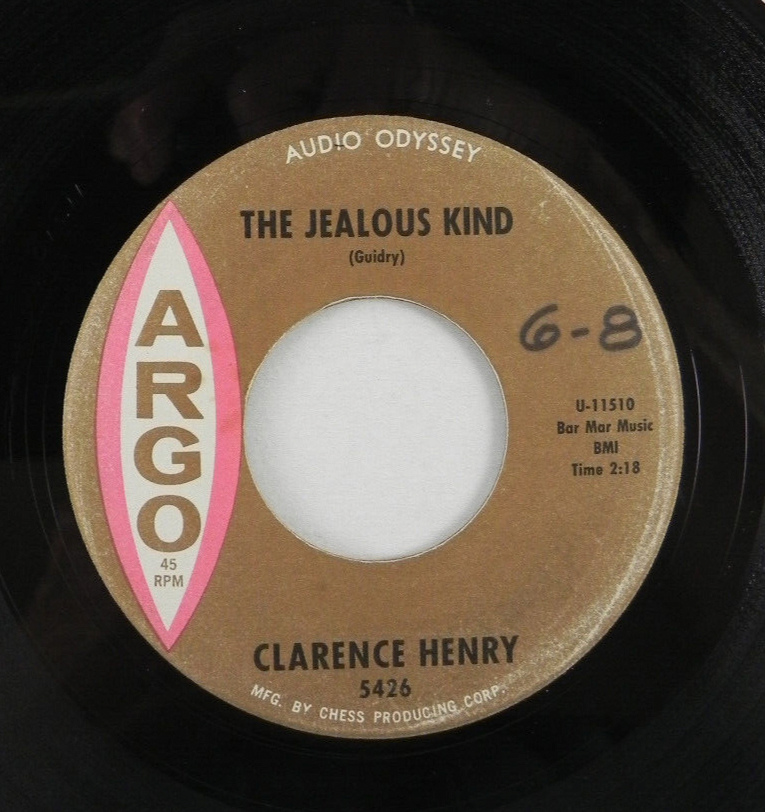 AUDIO ODYSSEY
THE JEALOUS KIND
(Guidry)
ARGO
45
RPM
6-8
U-11510
Bar Mar Music
BMI
Time 2:18
CLARENCE HENRY
5426
MFG. BY CHESS PRODUCING CORP.